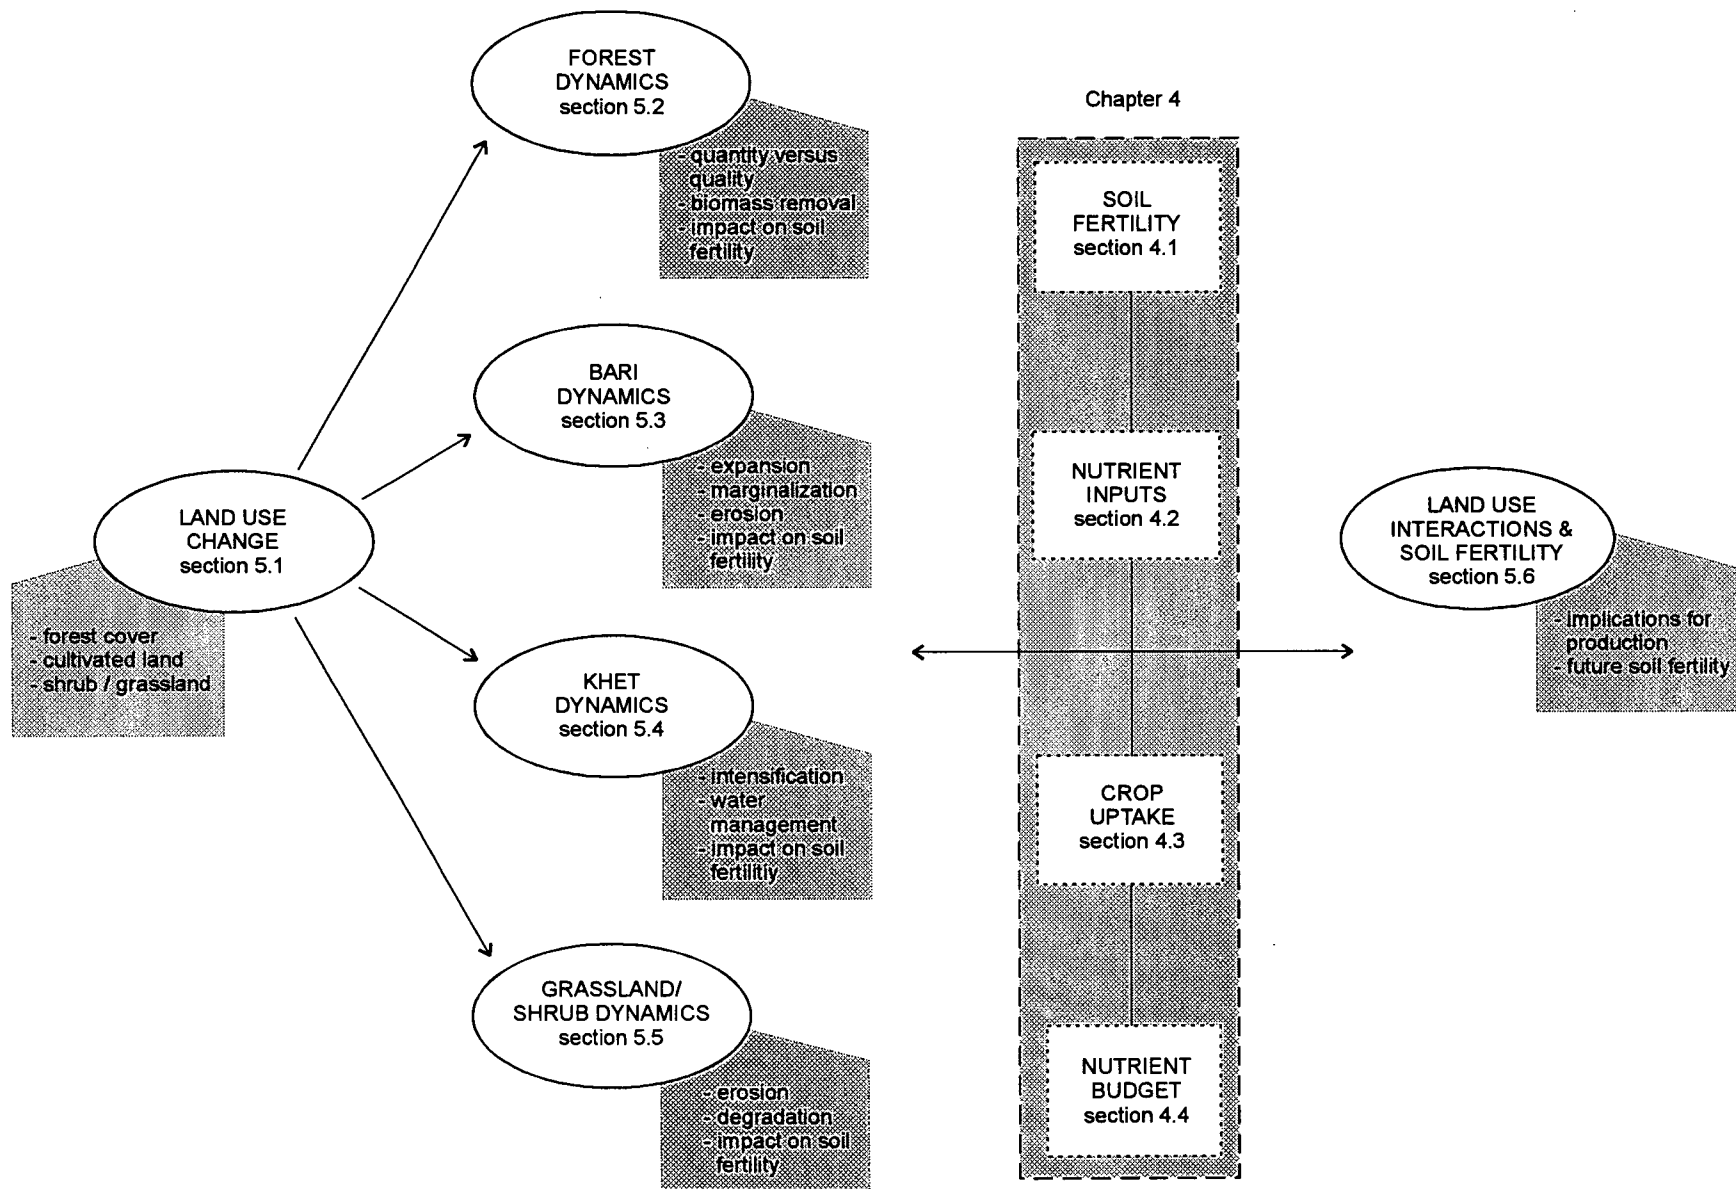 FOREST
DYNAMICS
section 5.2
- quantity versus
quality
- biomass removal
- impact on soil
fertility
BARI
DYNAMICS
section 5.3
- expansion
- marginalization
- erosion
- impact on soil
fertility
LAND USE
CHANGE
section 5.1
- forest cover
- cultivated land
- shrub / grassland
KHET
DYNAMICS
section 5.4
- intensification
- water
management
- impact on soil
fertilitiy
GRASSLAND/
SHRUB DYNAMICS
section 5.5
- erosion
- degradation
- impact on soil
fertility
Chapter 4
SOIL
FERTILITY
section 4.1
NUTRIENT
INPUTS
section 4.2
CROP
UPTAKE
section 4.3
NUTRIENT
BUDGET
section 4.4
LAND USE
INTERACTIONS &
SOIL FERTILITY
section 5.6
- implications for
production
- future soil fertility